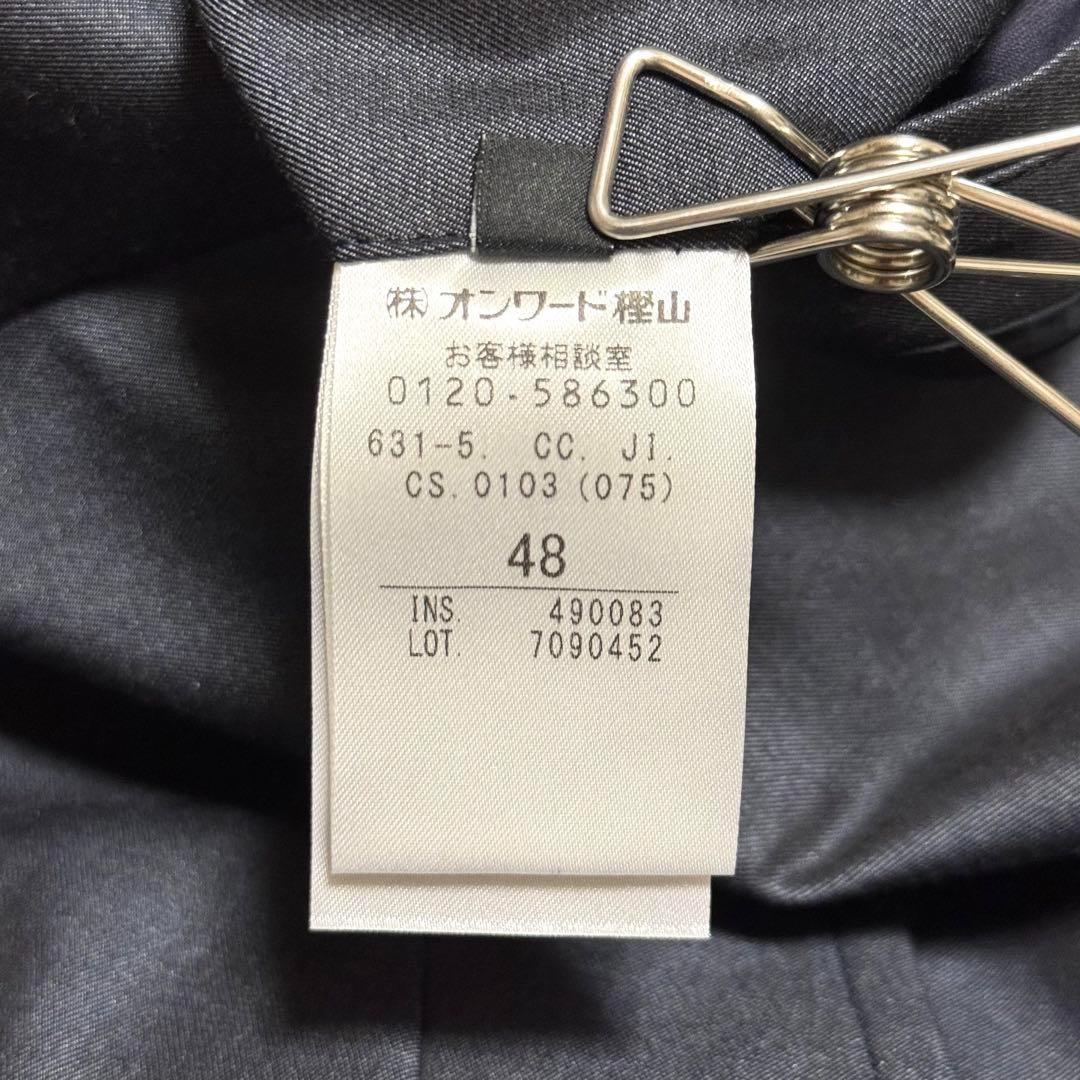 ㈱オンワード樫山
お客様相談室
0120-586300
631-5. CC. JI.
CS.0103(075)
48
INS. 490083
LOT. 7090452